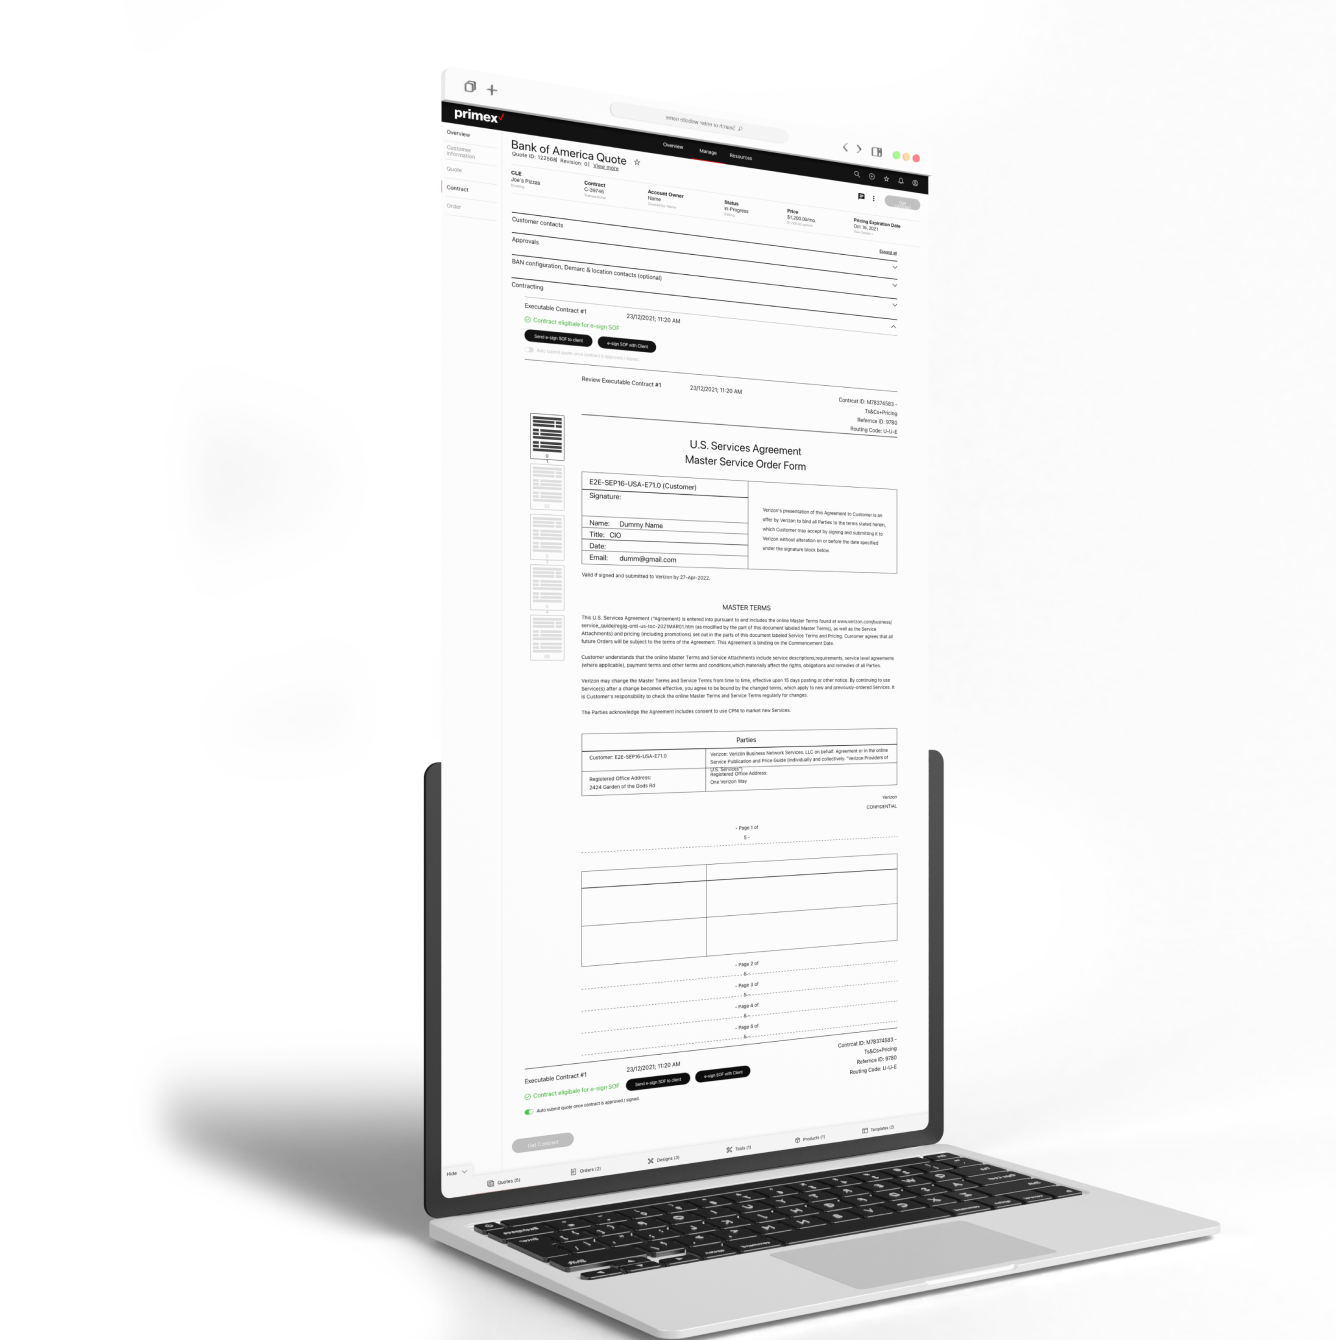 primex✓
Overview
Manage
Resources
Overview
Customer
Information
Quote
Contract
Order
Bank of America Quote
Revision: 01 View more
CLE
Joe's Pizzas
Contract
C-39746
Account Owner
Name
Status
In-Progress
Price
$1,200.00/mo.
Pricing Expiration Date
Oct. 16, 2021
Expand all
Customer contacts
Approvals
BAN configuration, Demarc & location contacts (optional)
Contracting
Executable Contract #1
23/12/2021; 11:20 AM
Contract eligibale for e-sign SOF
Send e-sign SOF to client
e-sign SOF with Client
Auto submit quote once contract is approved.I signed.
Review Executable Contract #1
23/12/2021; 11:20 AM
Contrcat ID: M78374583 -
Ts&Cs+Pricing
Refernce ID: 9780
Routing Code: U-U-E
U.S. Services Agreement
Master Service Order Form
E2E-SEP16-USA-E71.0 (Customer)
Signature:
Name: Dummy Name
Title: CIO
Date:
Email: dumm@gmail.com
Verizon's presentation of this Agreement to Customer is an
offer by Verizon to bind all Parties to the terms stated herein,
which Customer may accept by signing and submitting it to
Verizon without alteration on or before the date specified
under the signature block below.
Valid if signed and submitted to Verizon by 27-Apr-2022.
MASTER TERMS
This U.S. Services Agreement ("Agreement) is entered into pursuant to and includes the online Master Terms found at www.verizon.com/business/
(as modified by the part of this document labeled Master Terms), as well as the Service
Attachments) and pricing (including promotions) set out in the parts of this document labeled Service Terms and Pricing. Customer agrees that all
future Orders will be subject to the terms of the Agreement. This Agreement is binding on the Commencement Date.
Customer understands that the online Master Terms and Service Attachments include service descriptions,requirements, service level agreements
(where applicable), payment terms and other terms and conditions,which materially affect the rights, obigations and remedies of all Parties.
Verizon may change the Master Terms and Service Terms from time to time, effective upon 15 days posting or other notice. By continuing to use
Service(s) after a change becomes effective, you agree to be bound by the changed terms, which apply to new and previously-ordered Services. It
is Customer's responsibility to check the online Master Terms and Service Terms regularly for changes.
The Parties acknowledge the Agreement includes consent to use CPNI to market new Services.
Parties
Customer: E2E-SEP16-USA-E71.0
Verizon: Verizon Business Network Services. LLC on behalf. Agreement or in the online
Service Publication and Price Guide (individually and collectively. "Verizon Providers of
U.S. Services")
Registered Office Address:
2424 Garden of the Gods Rd
Registered Office Address:
One Verizon Way
Verizon
CONFIDENTIAL
- Page 1 of
5 -
- Page 2 of
5 -
- Page 3 of
5 -
- Page 4 of
5 -
- Page 5 of
5 -
Contrcat ID: M78374583 -
Ts&Cs+Pricing
Refernce ID: 9780
Routing Code: U-U-E
Executable Contract #1
23/12/2021; 11:20 AM
Contract eligibale for e-sign SOF
Send e-sign SOF to client
e-sign SOF with Client
Auto submit quote once contract is approved.I signed.
Get Contract
Hide
Quotes (5)
Orders (2)
Designs (3)
Tools (1)
Products (1)
Templates (2)